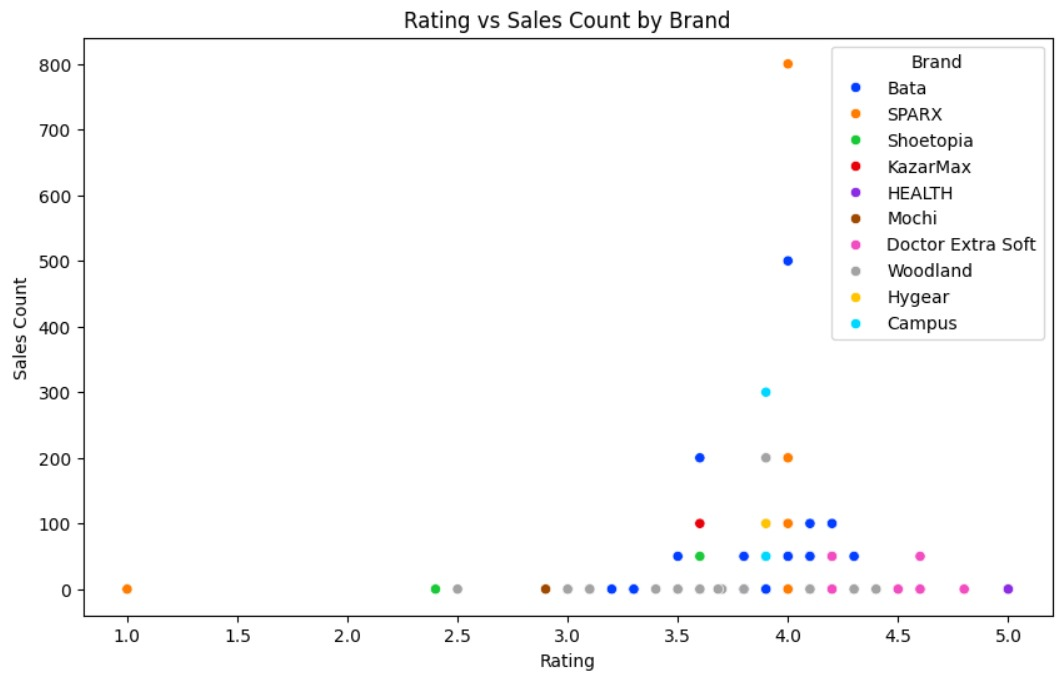 Rating vs Sales Count by Brand
800
700
600
500
400
300
200
100
0
Sales Count
1.0 1.5 2.0 2.5 3.0 3.5 4.0 4.5 5.0
Rating
Brand
Bata
SPARX
Shoetopia
KazarMax
HEALTH
Mochi
Doctor Extra Soft
Woodland
Hygear
Campus